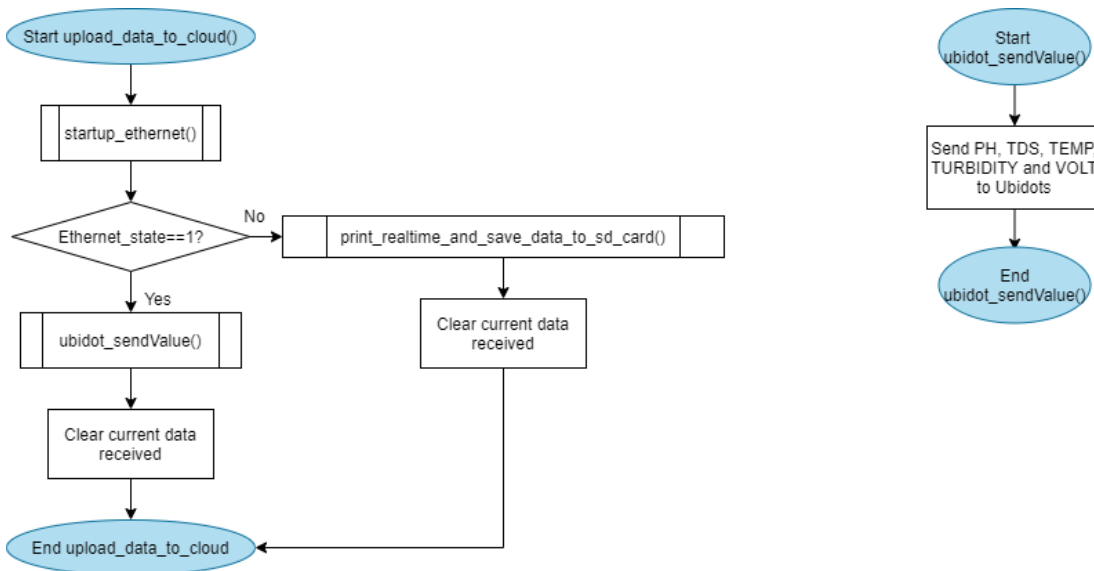 Start upload_data_to_cloud()
startup_ethernet()
Ethernet_state==1?
No
print_realtime_and_save_data_to_sd_card()
Yes
Clear current data
received
ubidot_sendValue()
Clear current data
received
End upload_data_to_cloud
Start
ubidot_sendValue()
Send PH, TDS, TEMP,
TURBIDITY and VOLT
to Ubidots
End
ubidot_sendValue()